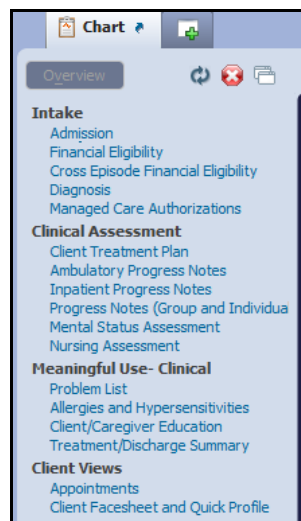 Chart
Overview
Intake
Admission
Financial Eligibility
Cross Episode Financial Eligibility
Diagnosis
Managed Care Authorizations
Clinical Assessment
Client Treatment Plan
Ambulatory Progress Notes
Inpatient Progress Notes
Progress Notes (Group and Individua
Mental Status Assessment
Nursing Assessment
Meaningful Use- Clinical
Problem List
Allergies and Hypersensitivities
Client/Caregiver Education
Treatment/Discharge Summary
Client Views
Appointments
Client Facesheet and Quick Profile